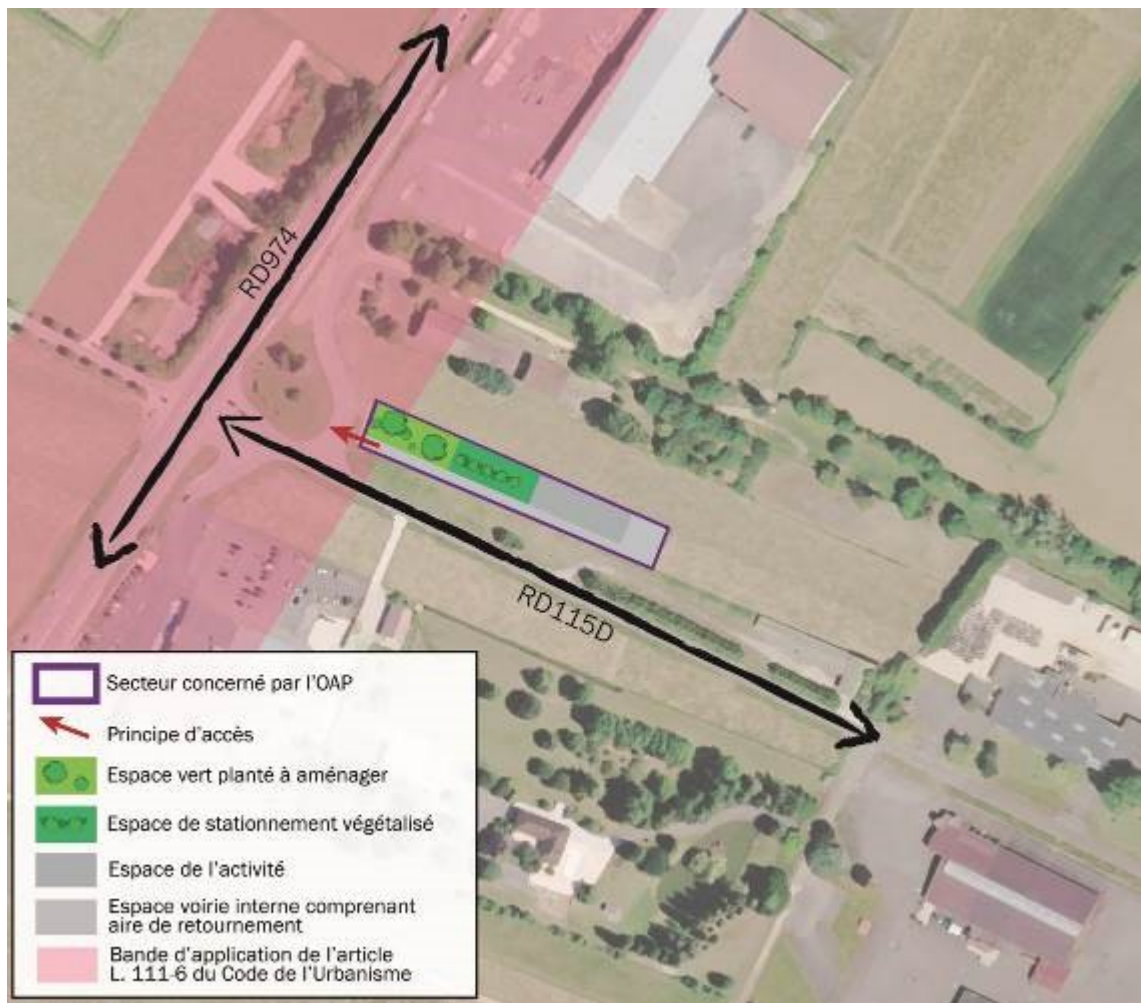 RD974
RD115D
Secteur concerné par l'OAP
Principe d'accès
Espace vert planté à aménager
Espace de stationnement végétalisé
Espace de l'activité
Espace voirie interne comprenant
aire de retournement
Bande d'application de l'article
L. 111-6 du Code de l'Urbanisme